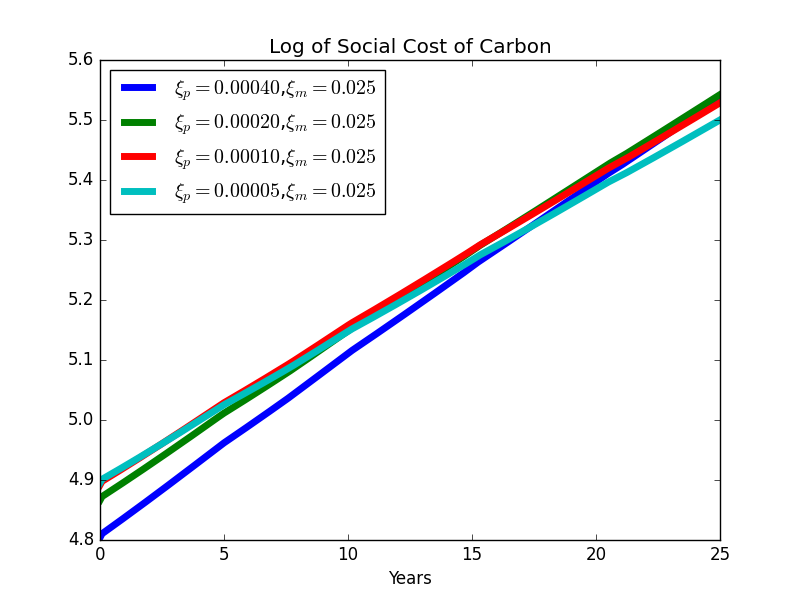 Log of Social Cost of Carbon
5.6
5.5
5.4
5.3
5.2
5.1
5.0
4.9
4.8
ξp = 0.00040,ξm = 0.025
ξp = 0.00020,ξm = 0.025
ξp = 0.00010,ξm = 0.025
ξp = 0.00005,ξm = 0.025
0 5 10 15 20 25
Years